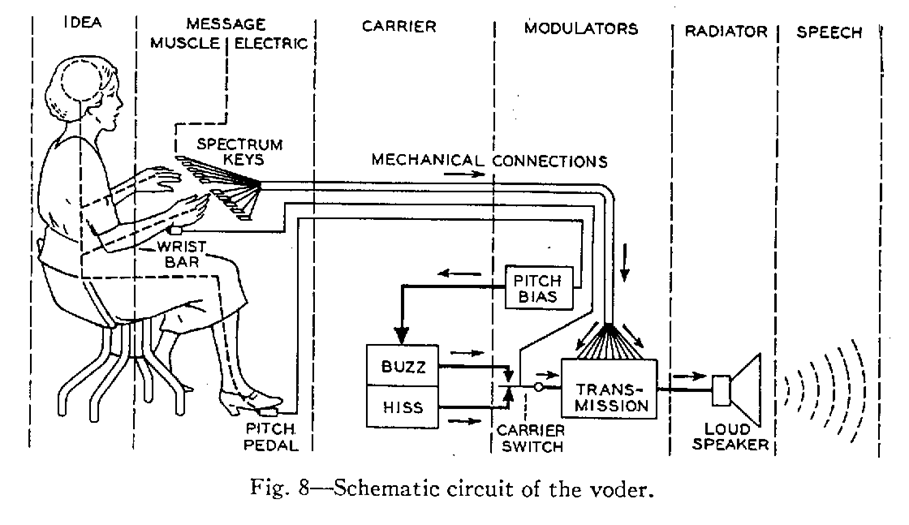 IDEA
MESSAGE
MUSCLE ELECTRIC
CARRIER
MODULATORS
RADIATOR
SPEECH
SPECTRUM
KEYS
MECHANICAL CONNECTIONS
WRIST
BAR
PITCH
BIAS
BUZZ
HISS
TRANS-
MISSION
CARRIER
SWITCH
PITCH
PEDAL
LOUD
SPEAKER
Fig. 8—Schematic circuit of the voder.